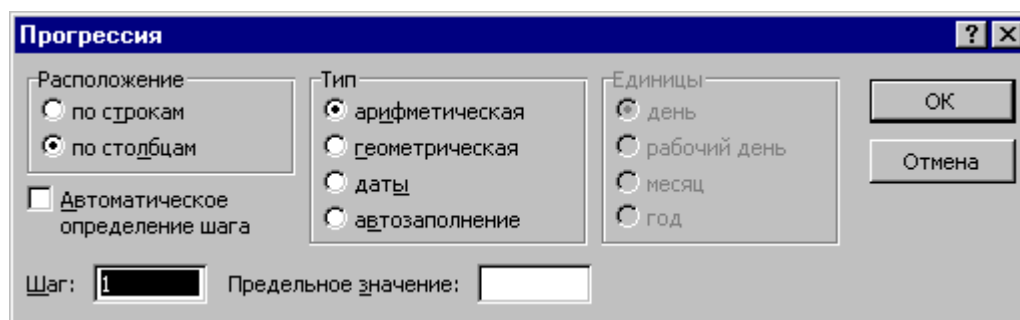 Прогрессия
Расположение
по строкам
по столбцам
Автоматическое
определение шага
Тип
арифметическая
геометрическая
даты
автозаполнение
Единицы
день
рабочий день
месяц
год
ОК
Отмена
Шаг: 1
Предельное значение: